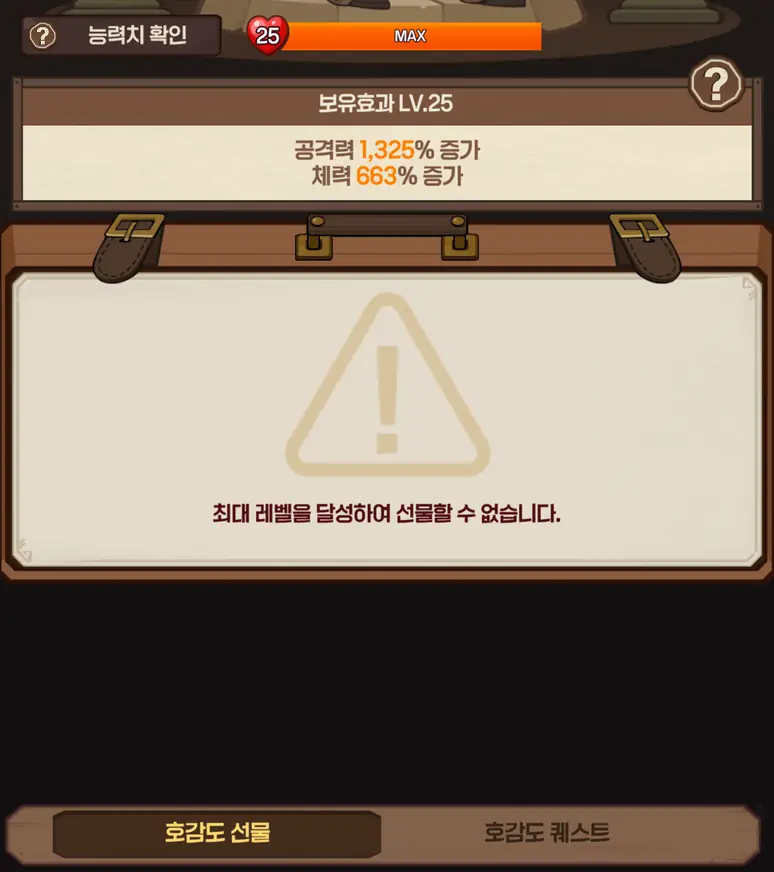 ? 능력치 확인
25 MAX
보유효과 LV.25
?
공격력 1,325% 증가
체력 663% 증가
!
최대 레벨을 달성하여 선물할 수 없습니다.
호감도 선물
호감도 퀘스트